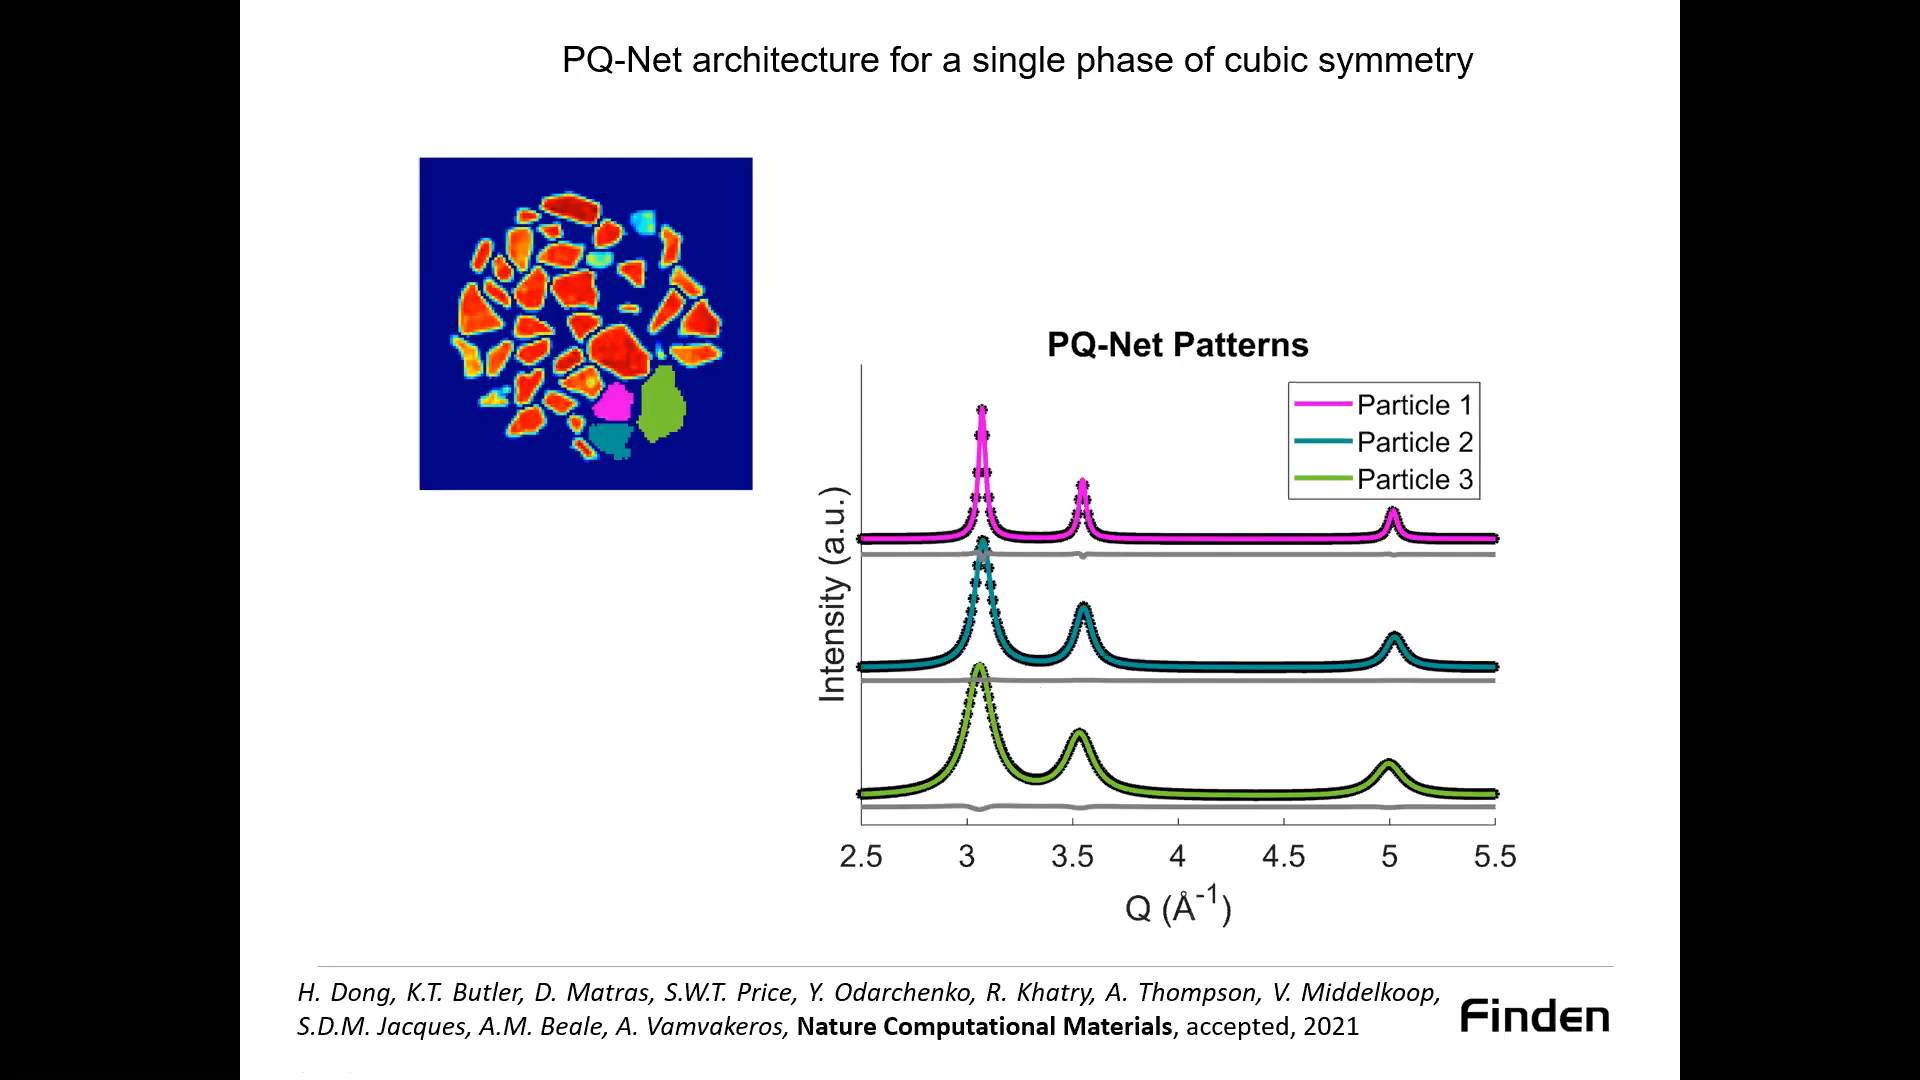 PQ-Net architecture for a single phase of cubic symmetry
PQ-Net Patterns
Particle 1
Particle 2
Particle 3
Intensity (a.u.)
2.5 3 3.5 4 4.5 5 5.5
Q (Å⁻¹)
H. Dong, K.T. Butler, D. Matras, S.W.T. Price, Y. Odarchenko, R. Khatry, A. Thompson, V. Middelkoop,
S.D.M. Jacques, A.M. Beale, A. Vamvakeros, Nature Computational Materials, accepted, 2021
Finden